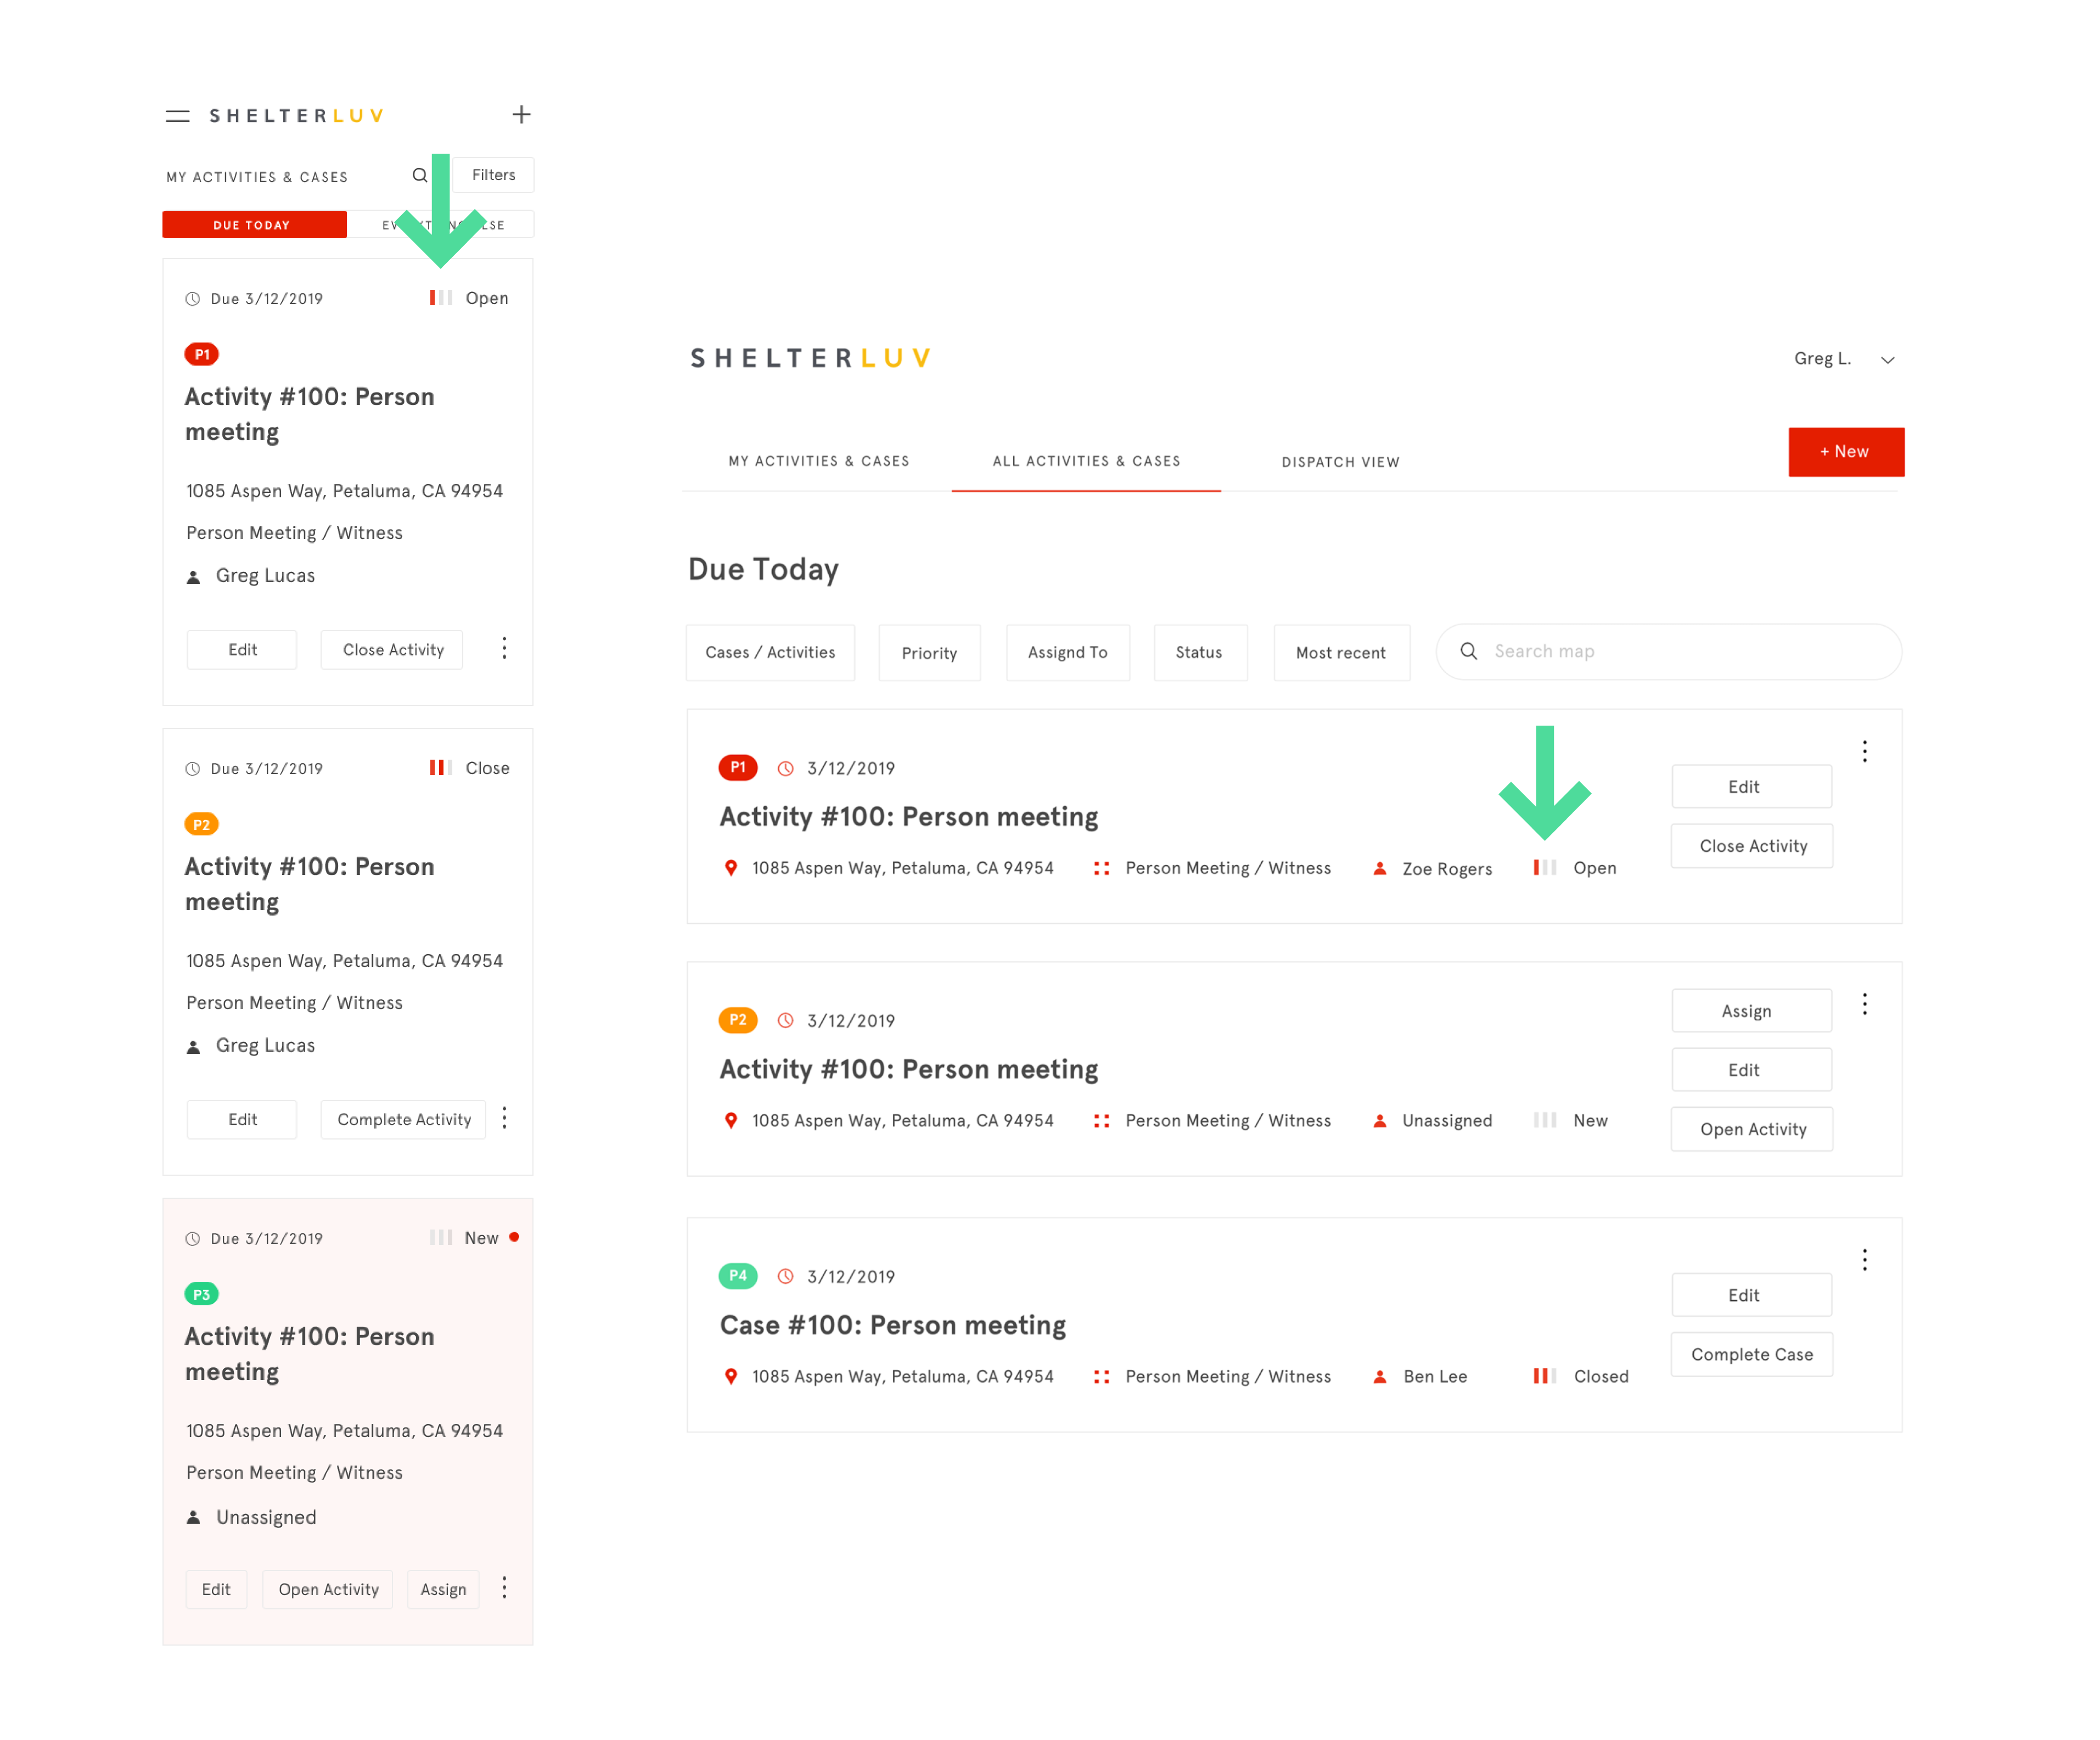 SHELTERLUV
MY ACTIVITIES & CASES
Filters
DUE TODAY
Due 3/12/2019
Open
P1
Activity #100: Person
meeting
1085 Aspen Way, Petaluma, CA 94954
Person Meeting / Witness
Greg Lucas
Edit
Close Activity
Due 3/12/2019
Close
P2
Activity #100: Person
meeting
1085 Aspen Way, Petaluma, CA 94954
Person Meeting / Witness
Greg Lucas
Edit
Complete Activity
Due 3/12/2019
New
P3
Activity #100: Person
meeting
1085 Aspen Way, Petaluma, CA 94954
Person Meeting / Witness
Unassigned
Edit
Open Activity
Assign
SHELTERLUV
Greg L.
MY ACTIVITIES & CASES
ALL ACTIVITIES & CASES
DISPATCH VIEW
+ New
Due Today
Cases / Activities
Priority
Assignd To
Status
Most recent
Search map
P1
3/12/2019
Activity #100: Person meeting
1085 Aspen Way, Petaluma, CA 94954
Person Meeting / Witness
Zoe Rogers
Open
Edit
Close Activity
P2
3/12/2019
Activity #100: Person meeting
1085 Aspen Way, Petaluma, CA 94954
Person Meeting / Witness
Unassigned
New
Assign
Edit
Open Activity
P4
3/12/2019
Case #100: Person meeting
1085 Aspen Way, Petaluma, CA 94954
Person Meeting / Witness
Ben Lee
Closed
Edit
Complete Case